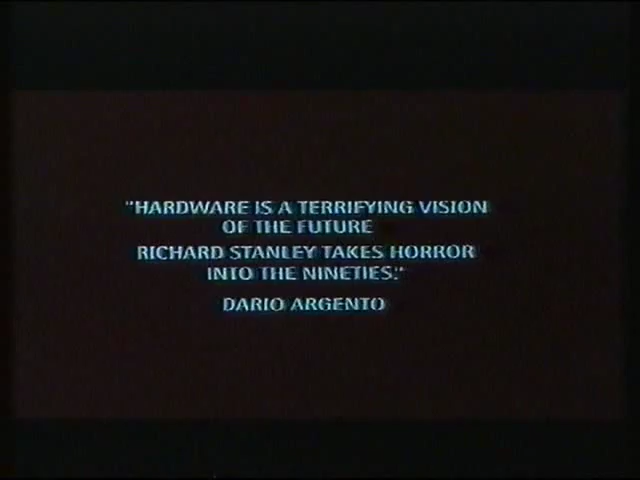 "HARDWARE IS A TERRIFYING VISION
OF THE FUTURE
RICHARD STANLEY TAKES HORROR
INTO THE NINETIES."
DARIO ARGENTO